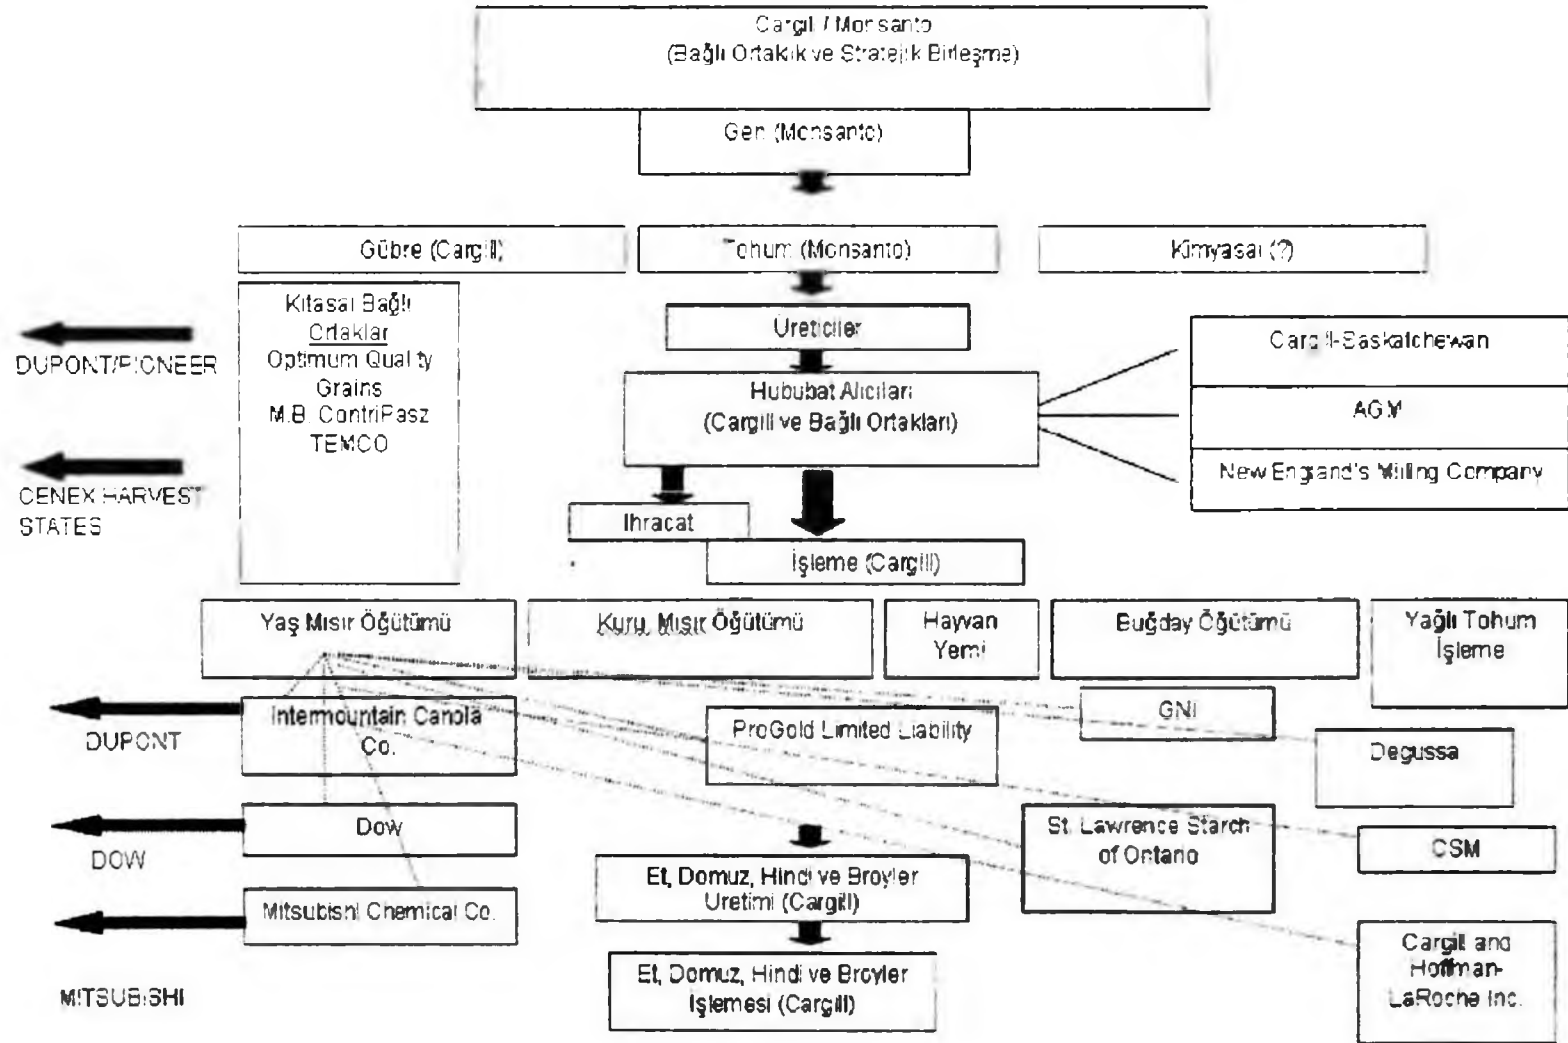 Cargill / Monsanto
(Bağlı Ortaklık ve Stratejik Birleşme)
Gen (Monsanto)
Gübre (Cargill)
Tohum (Monsanto)
Kimyasal (?)
Kıtasal Bağlı
Ortaklar
Optimum Quality
Grains
M.B. ContriPasz
TEMCO
DUPONT/PIONEER
CENEX HARVEST
STATES
Üreticiler
Hububat Alıcıları
(Cargill ve Bağlı Ortakları)
Cargill-Saskatchewan
AGM
New England's Milling Company
İhracat
İşleme (Cargill)
Yaş Mısır Öğütümü
Kuru Mısır Öğütümü
Hayvan
Yemi
Buğday Öğütümü
Yağlı Tohum
İşleme
DUPONT
Intermountain Canola
Co.
ProGold Limited Liability
GNI
Degussa
DOW
Dow
St. Lawrence Starch
of Ontario
CSM
Et, Domuz, Hindi ve Broyler
Üretimi (Cargill)
Mitsubishi Chemical Co.
MITSUBISHI
Et, Domuz, Hindi ve Broyler
İşlemesi (Cargill)
Cargill and
Hoffman-
LaRoche Inc.